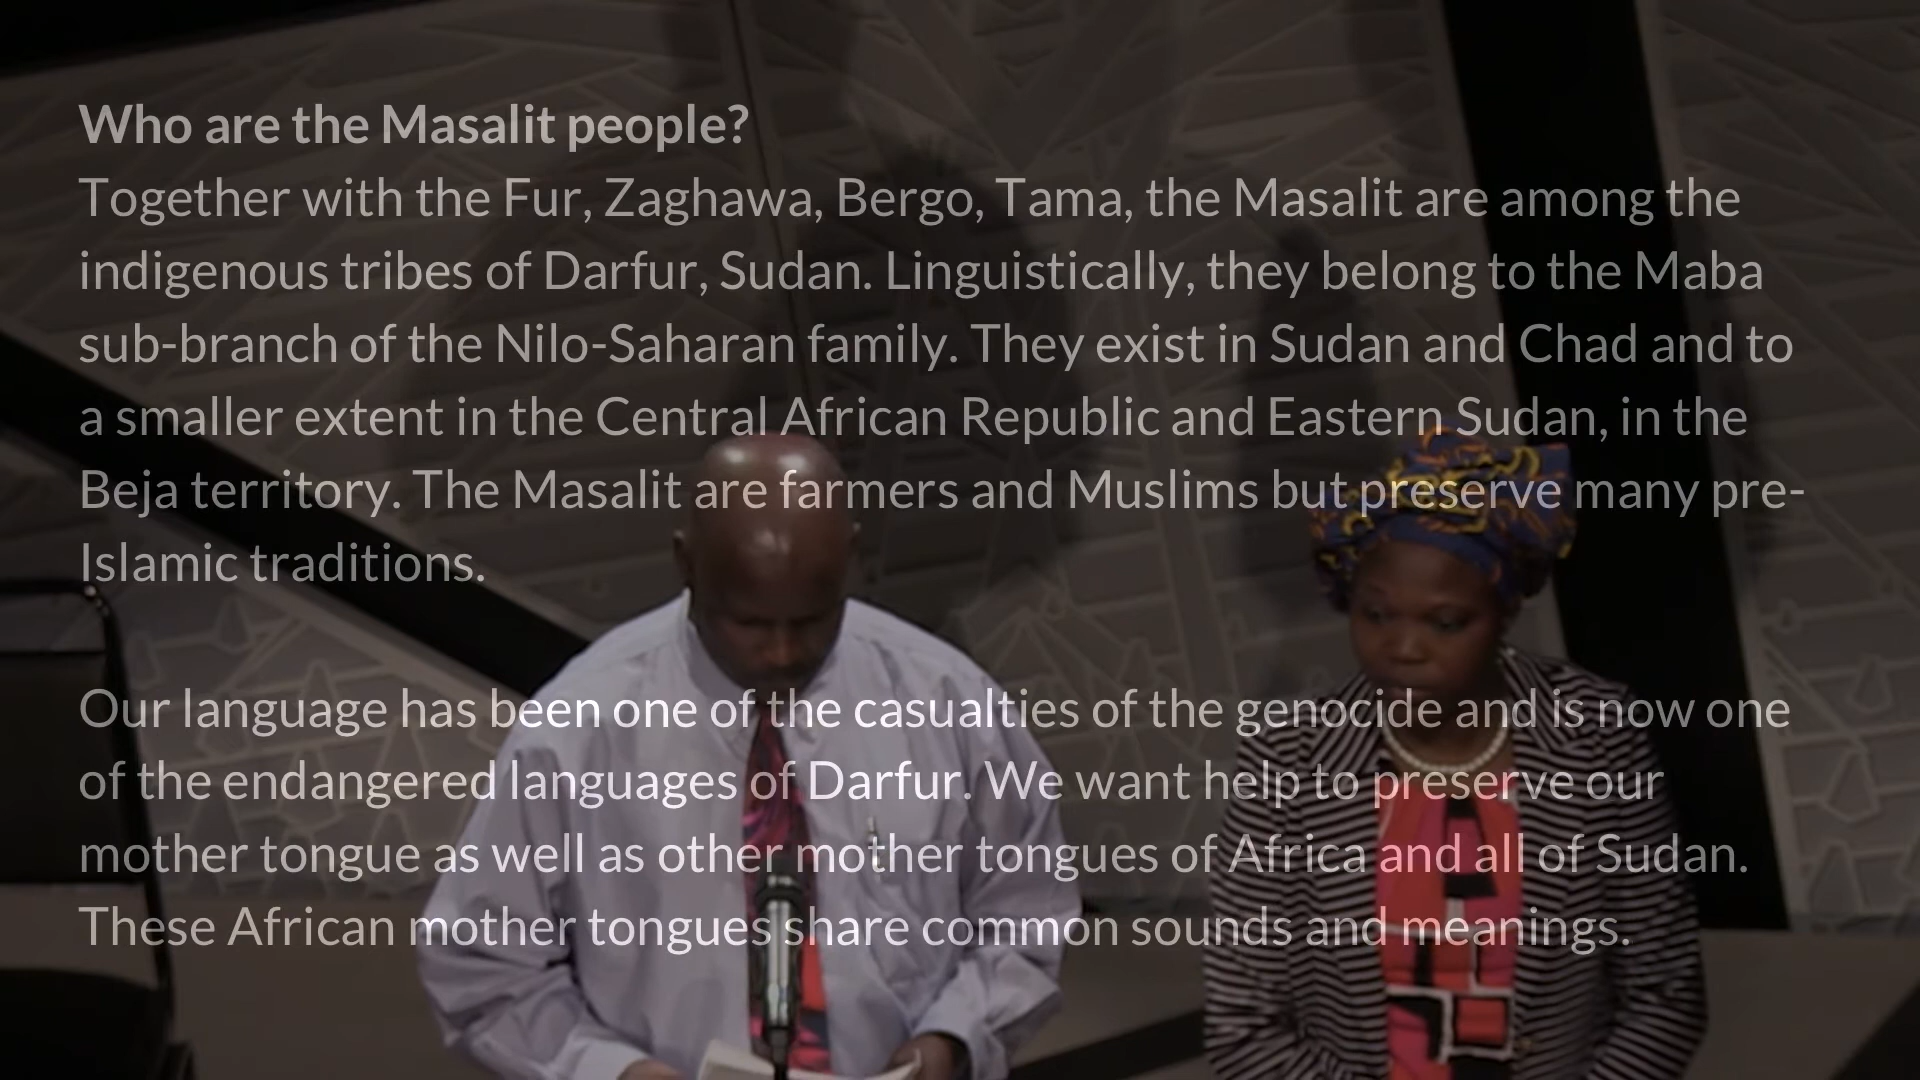 Who are the Masalit people?
Together with the Fur, Zaghawa, Bergo, Tama, the Masalit are among the
indigenous tribes of Darfur, Sudan. Linguistically, they belong to the Maba
sub-branch of the Nilo-Saharan family. They exist in Sudan and Chad and to
a smaller extent in the Central African Republic and Eastern Sudan, in the
Beja territory. The Masalit are farmers and Muslims but preserve many pre-
Islamic traditions.
Our language has been one of the casualties of the genocide and is now one
of the endangered languages of Darfur. We want help to preserve our
mother tongue as well as other mother tongues of Africa and all of Sudan.
These African mother tongues share common sounds and meanings.